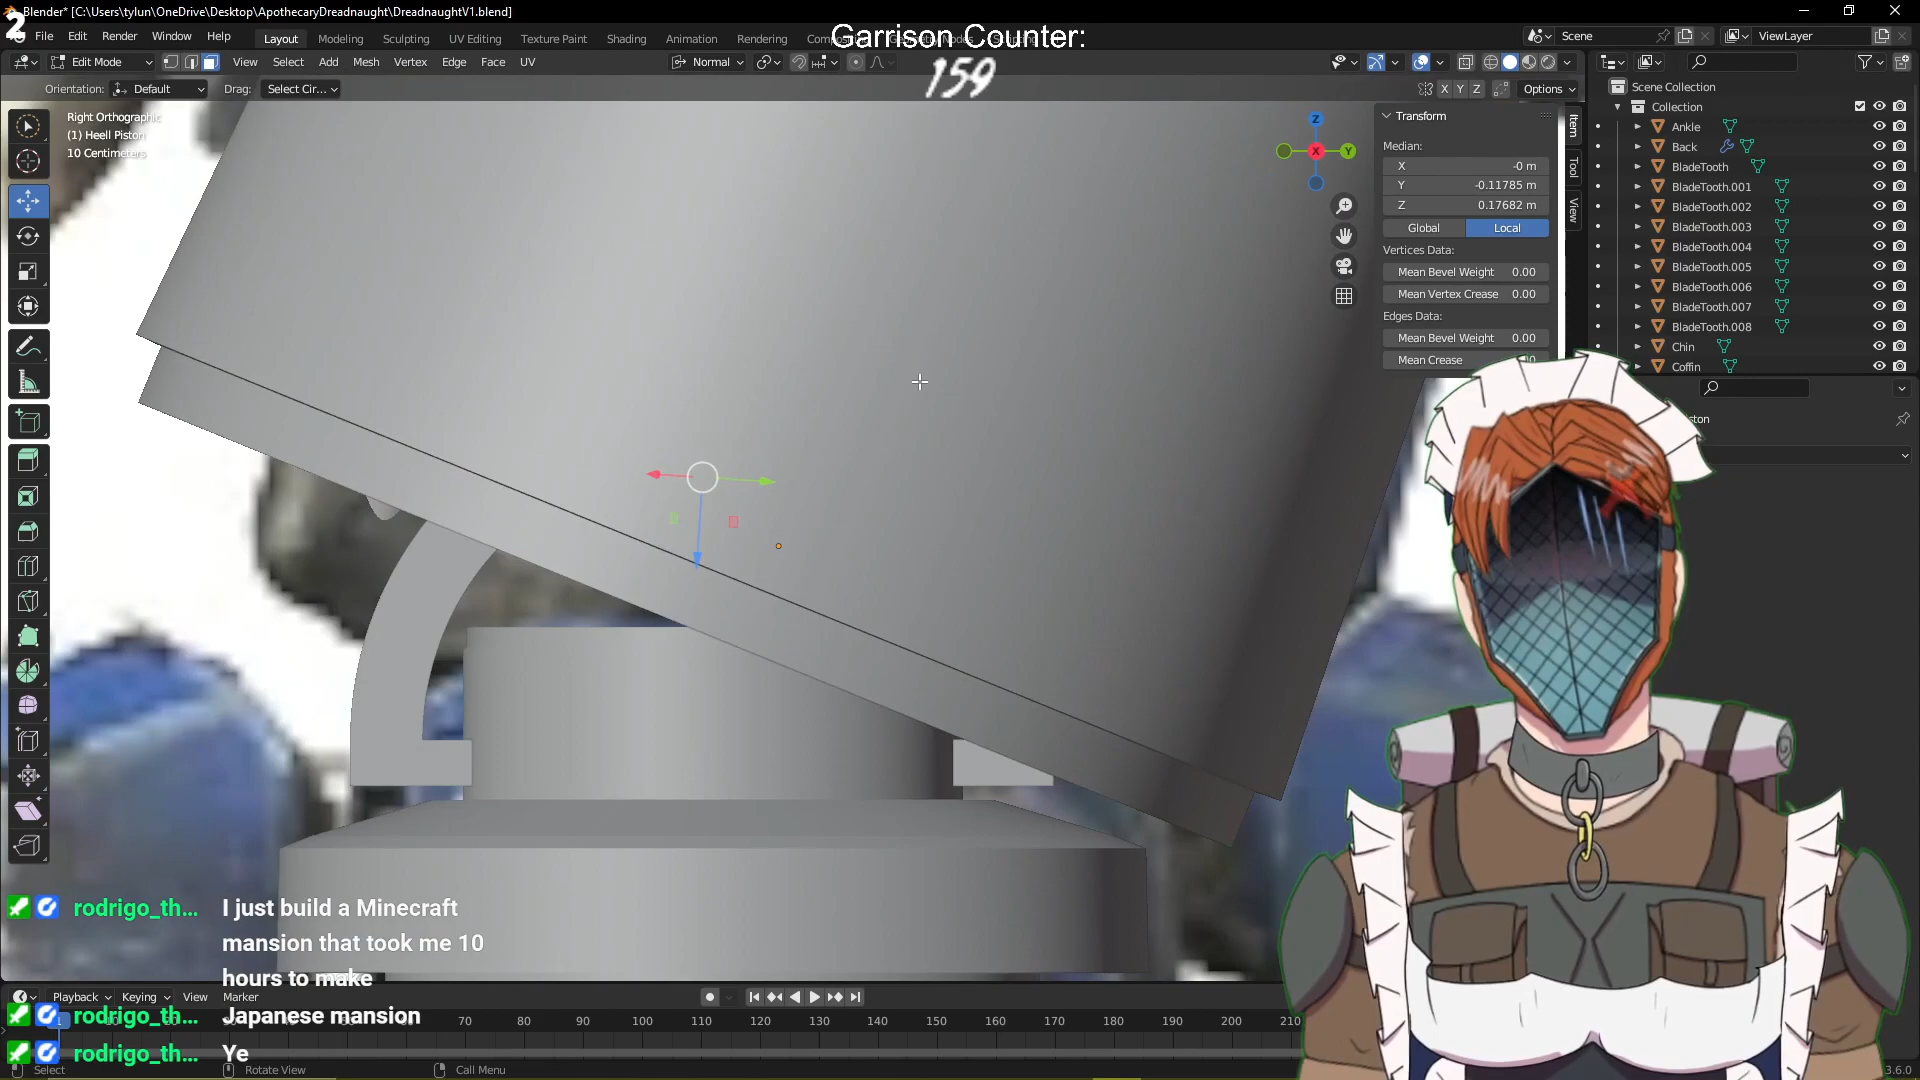 2
Blender* [C:\Users\tylun\OneDrive\Desktop\ApothecaryDreadnaught\DreadnaughtV1.blend]
File Edit Render Window Help
Layout Modeling Sculpting UV Editing Texture Paint Shading Animation Rendering
Garrison Counter:
159
Scene
ViewLayer
Edit Mode
View Select Add Mesh Vertex Edge Face UV
Normal
Orientation: Default
Drag: Select Cir...
X Y Z Options
Right Orthographic
(1) Heell Piston
10 Centimeters
Z
X
Y
Transform
Median:
X -0 m
Y -0.11785 m
Z 0.17682 m
Global Local
Vertices Data:
Mean Bevel Weight 0.00
Mean Vertex Crease 0.00
Edges Data:
Mean Bevel Weight 0.00
Mean Crease
Item
Tool
View
Scene Collection
Collection
Ankle
Back
BladeTooth
BladeTooth.001
BladeTooth.002
BladeTooth.003
BladeTooth.004
BladeTooth.005
BladeTooth.006
BladeTooth.007
BladeTooth.008
Chin
Coffin
rodrigo_th... I just build a Minecraft
mansion that took me 10
hours to make
rodrigo_th... Japanese mansion
rodrigo_th... Ye
Playback Keying View Marker
70 80 90 100 110 120 130 140 150 160 170 180 190 200 210
Select Rotate View Call Menu
3.6.0